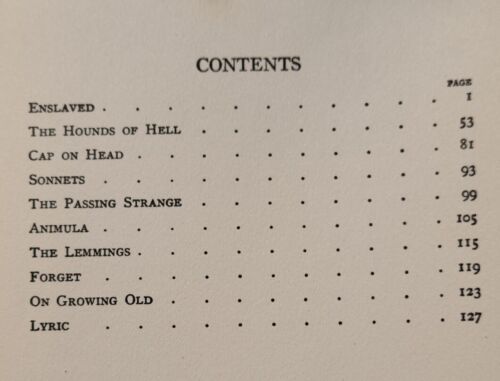 CONTENTS
PAGE
ENSLAVED . . . . . . . . . . . 1
THE HOUNDS OF HELL . . . . . . . . 53
CAP ON HEAD . . . . . . . . . . 81
SONNETS . . . . . . . . . . . 93
THE PASSING STRANGE . . . . . . . . 99
ANIMULA . . . . . . . . . . . 105
THE LEMMINGS . . . . . . . . . . 115
FORGET . . . . . . . . . . . 119
ON GROWING OLD . . . . . . . . . 123
LYRIC . . . . . . . . . . . 127